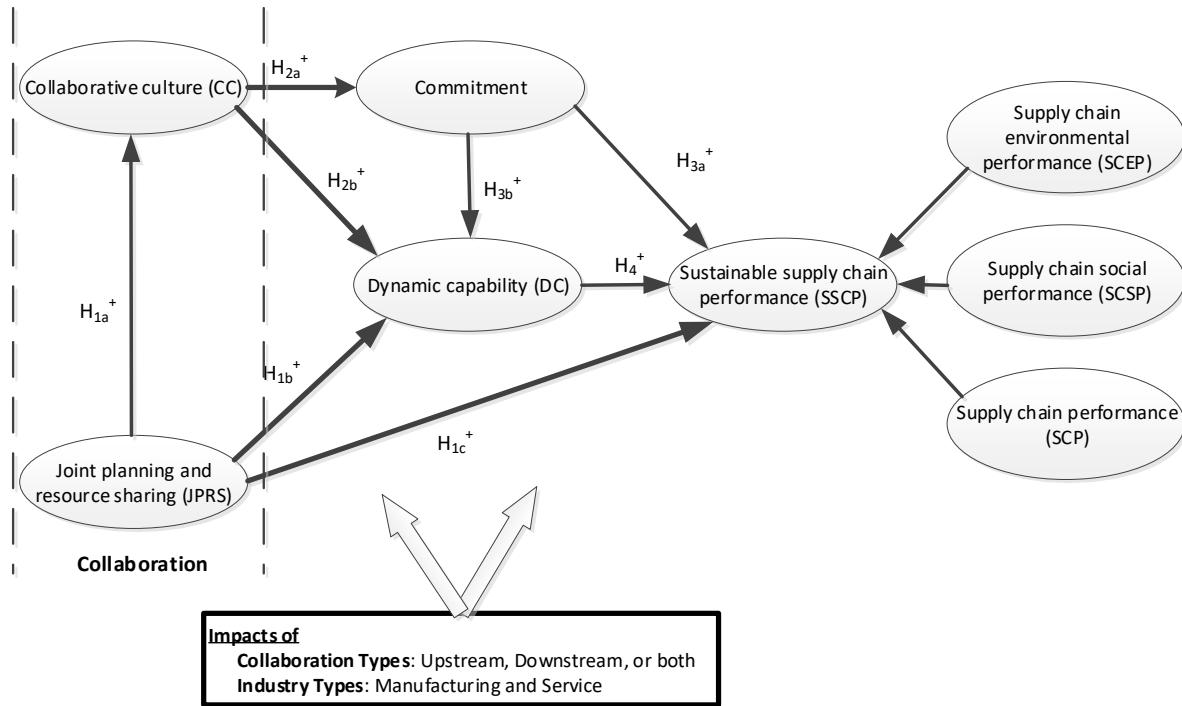 Collaborative culture (CC)
H2a+
Commitment
Supply chain
environmental
performance (SCEP)
H2b+
H3b+
H3a+
H1a+
Dynamic capability (DC)
H4+
Sustainable supply chain
performance (SSCP)
Supply chain social
performance (SCSP)
H1b+
H1c+
Supply chain performance
(SCP)
Joint planning and
resource sharing (JPRS)
Collaboration
Impacts of
Collaboration Types: Upstream, Downstream, or both
Industry Types: Manufacturing and Service